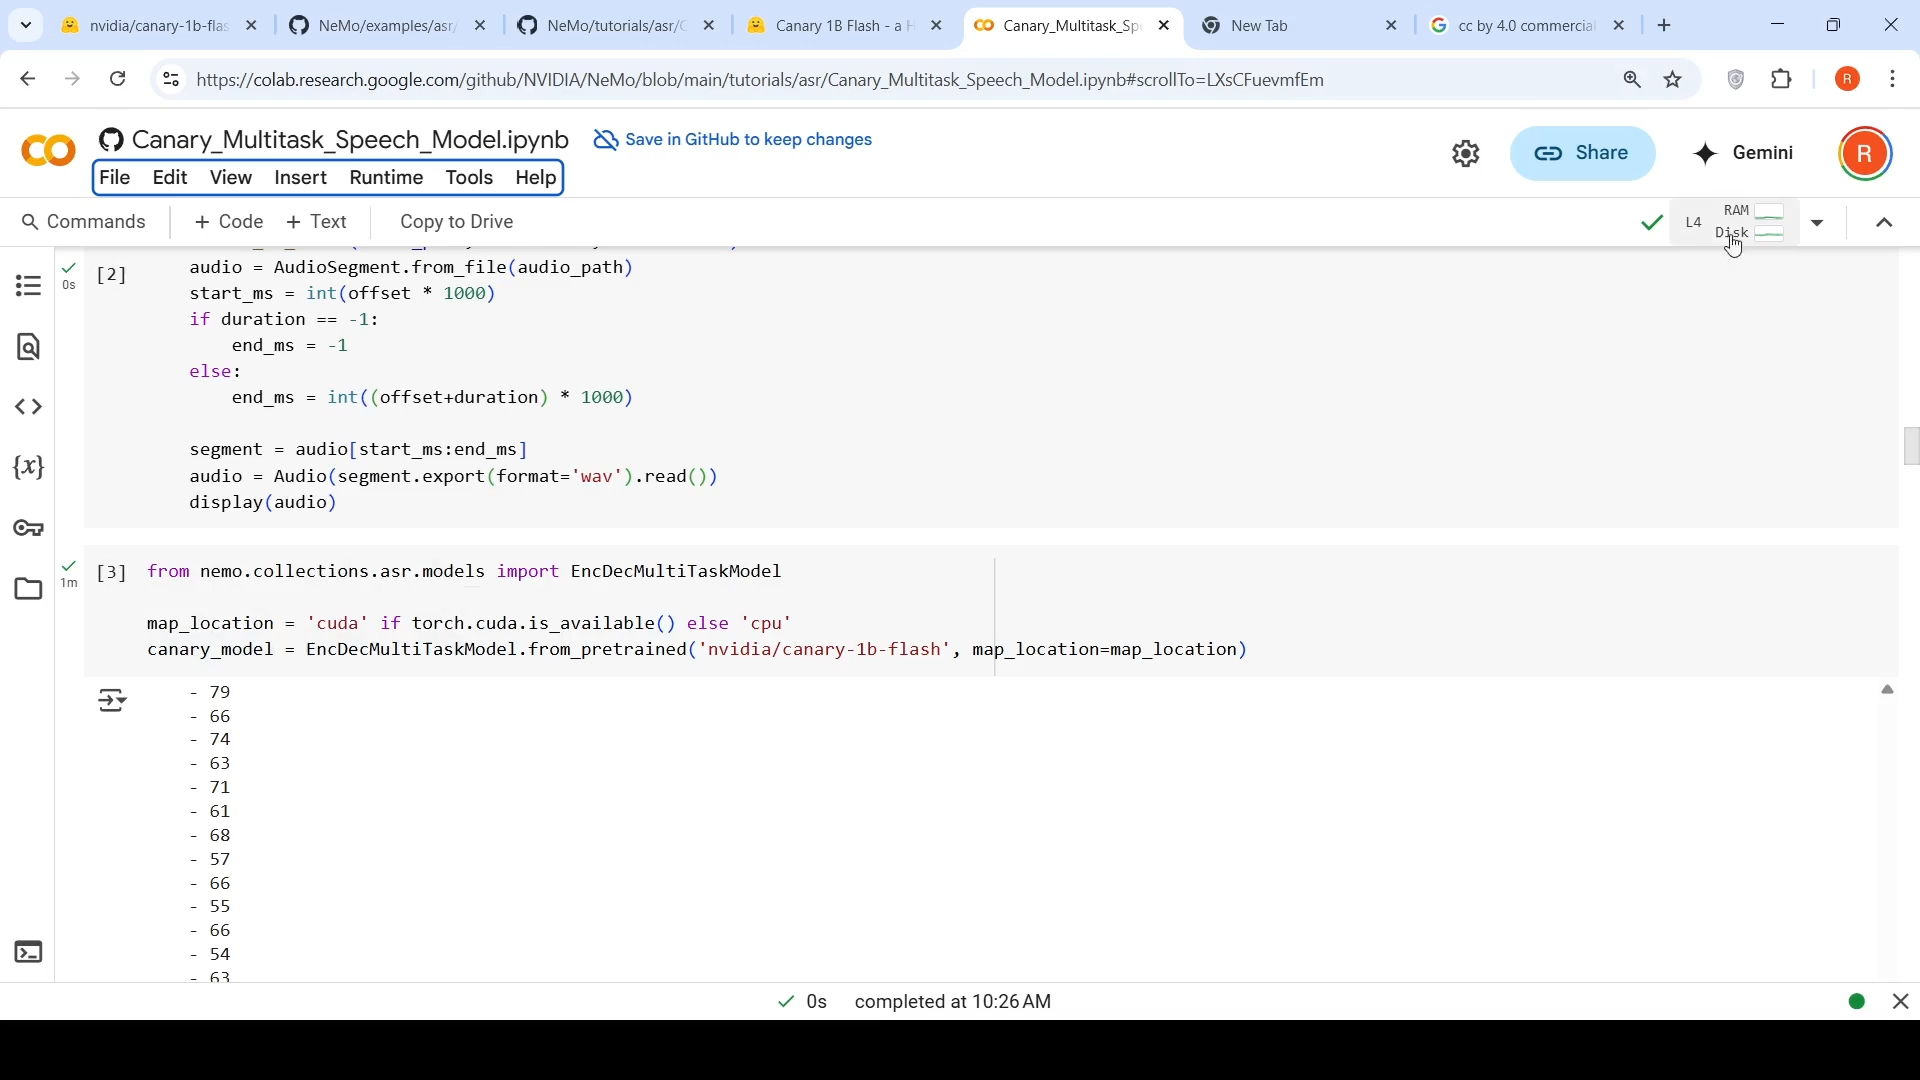 nvidia/canary-1b-flas
NeMo/examples/asr/
NeMo/tutorials/asr/C
Canary 1B Flash - a H
Canary_Multitask_Spe
New Tab
cc by 4.0 commercial
https://colab.research.google.com/github/NVIDIA/NeMo/blob/main/tutorials/asr/Canary_Multitask_Speech_Model.ipynb#scrollTo=LXsCFuevmfEm
R
Canary_Multitask_Speech_Model.ipynb
Save in GitHub to keep changes
File Edit View Insert Runtime Tools Help
Share
Gemini
R
Commands
+ Code + Text
Copy to Drive
L4
RAM
Disk
0s
[2]
audio = AudioSegment.from_file(audio_path)
start_ms = int(offset * 1000)
if duration == -1:
end_ms = -1
else:
end_ms = int((offset+duration) * 1000)
segment = audio[start_ms:end_ms]
audio = Audio(segment.export(format='wav').read())
display(audio)
1m
[3]
from nemo.collections.asr.models import EncDecMultiTaskModel
map_location = 'cuda' if torch.cuda.is_available() else 'cpu'
canary_model = EncDecMultiTaskModel.from_pretrained('nvidia/canary-1b-flash', map_location=map_location)
- 79
- 66
- 74
- 63
- 71
- 61
- 68
- 57
- 66
- 55
- 66
- 54
- 63
0s completed at 10:26 AM